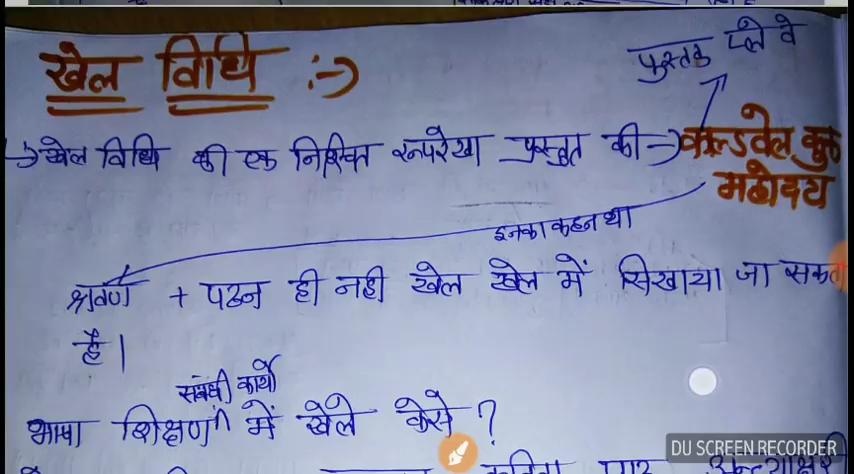 खेल विधि :->
पुस्तक प्ले वे
->खेल विधि की एक निश्चित रूपरेखा प्रस्तुत की -> काल्डवेल कुक
महोदय
इनका कहना था
श्रवण + पठन ही नही खेल खेल में सिखाया जा सकता
है।
संबंधी कार्यो
भाषा शिक्षण में खेले केसे ?
DU SCREEN RECORDER